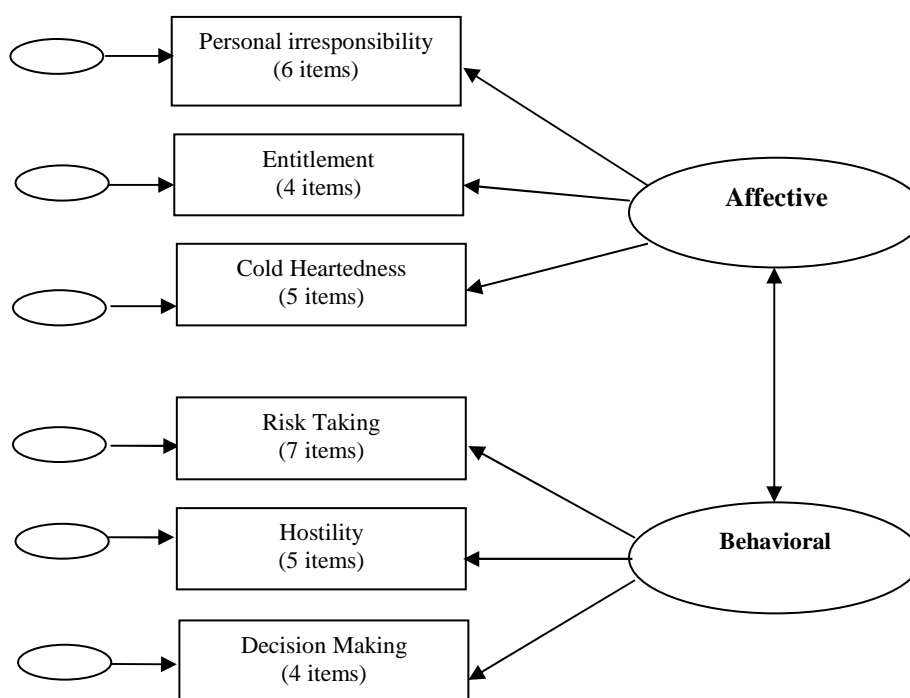 Personal irresponsibility
(6 items)
Entitlement
(4 items)
Affective
Cold Heartedness
(5 items)
Risk Taking
(7 items)
Hostility
(5 items)
Behavioral
Decision Making
(4 items)